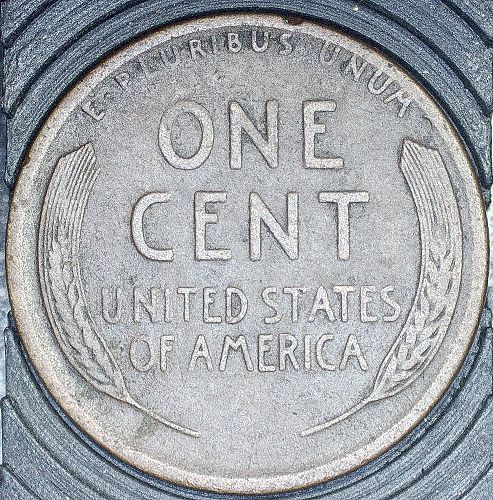 E·PLURIBUS·UNUM
ONE
CENT
UNITED STATES
OF AMERICA